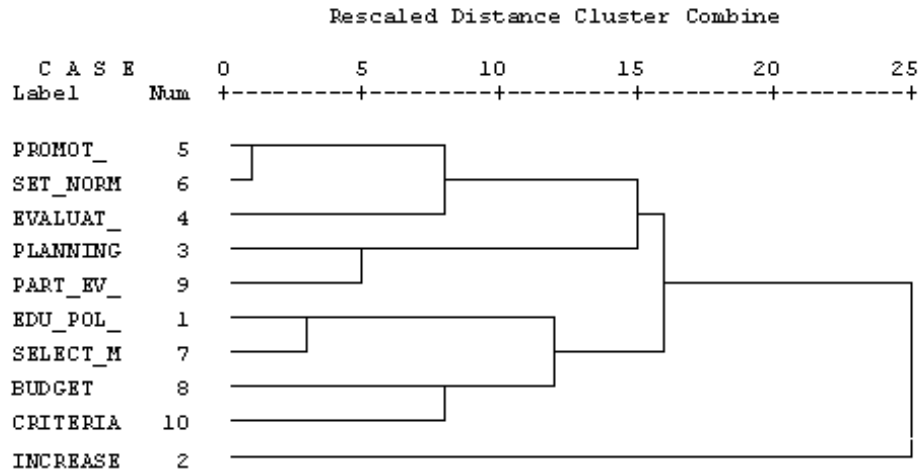 Rescaled Distance Cluster Combine
C A S E 0 5 10 15 20 25
Label Num +---------+---------+---------+---------+---------+
PROMOT_ 5
SET_NORM 6
EVALUAT_ 4
PLANNING 3
PART_EV_ 9
EDU_POL_ 1
SELECT_M 7
BUDGET 8
CRITERIA 10
INCREASE 2